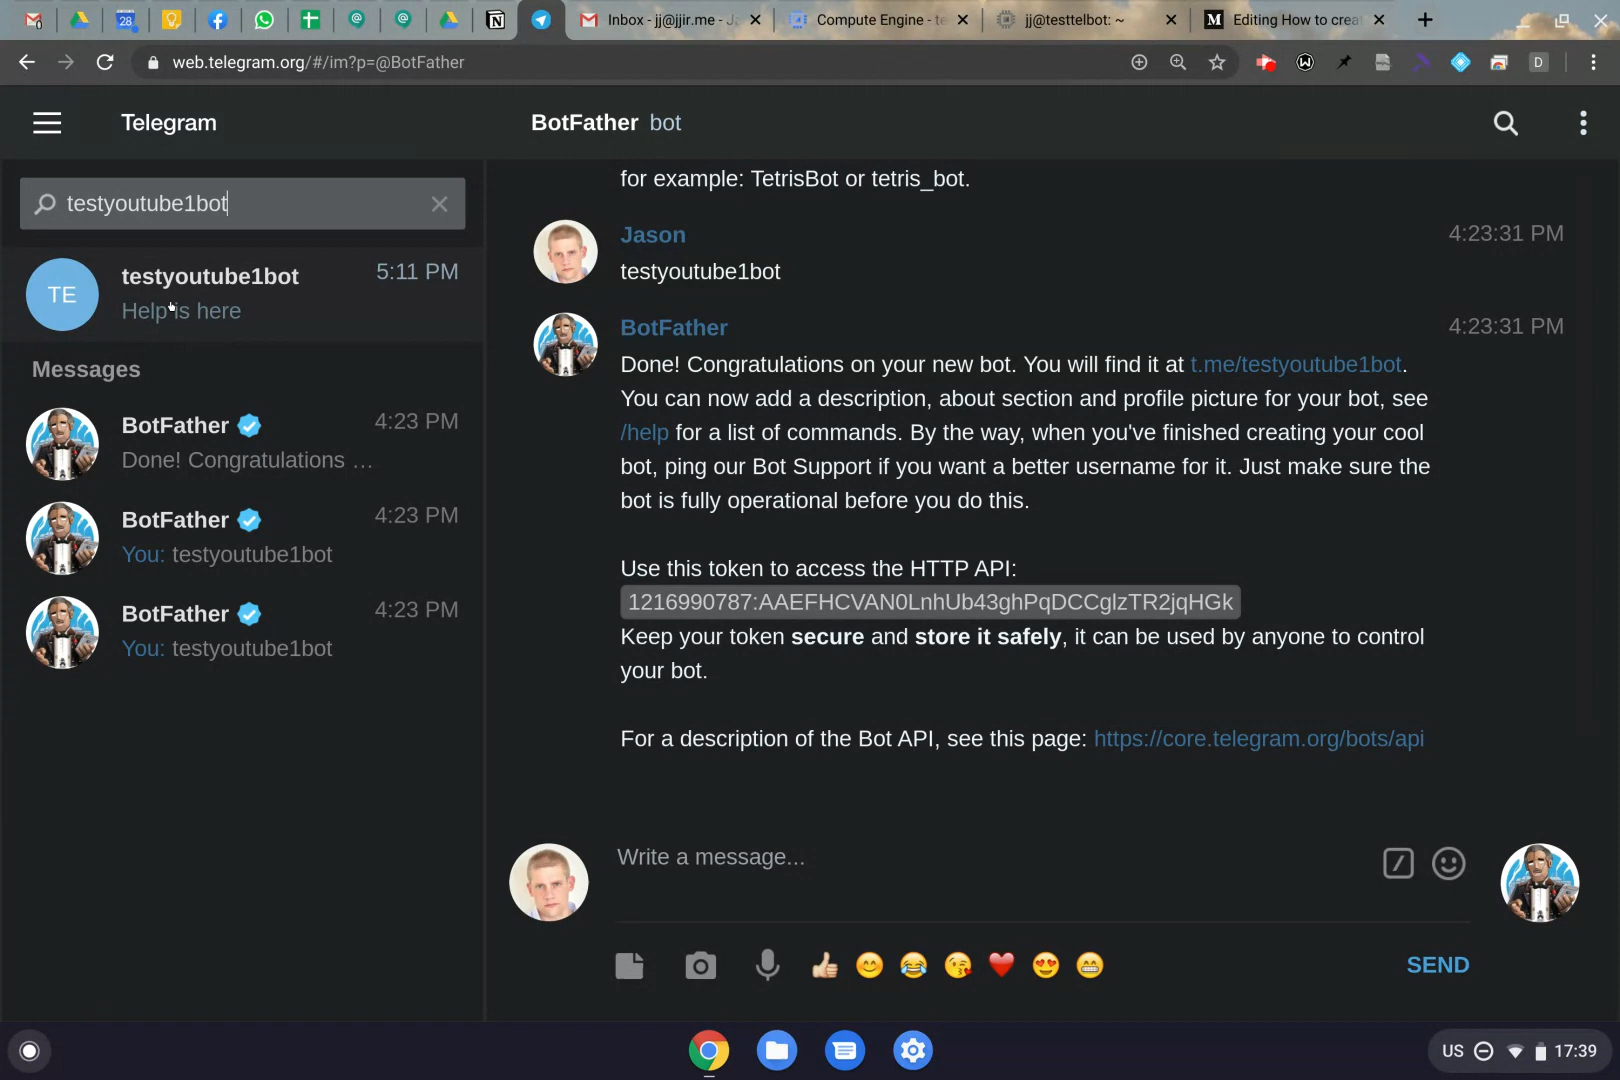 28
Inbox - jj@jjir.me - J
Compute Engine - te
jj@testtelbot: ~
M
Editing How to crea
web.telegram.org/#/im?p=@BotFather
D
Telegram
BotFather bot
testyoutube1bot
TE
testyoutube1bot
5:11 PM
Help is here
Messages
BotFather
4:23 PM
Done! Congratulations …
BotFather
4:23 PM
You: testyoutube1bot
BotFather
4:23 PM
You: testyoutube1bot
for example: TetrisBot or tetris_bot.
Jason
4:23:31 PM
testyoutube1bot
BotFather
4:23:31 PM
Done! Congratulations on your new bot. You will find it at t.me/testyoutube1bot.
You can now add a description, about section and profile picture for your bot, see
/help for a list of commands. By the way, when you've finished creating your cool
bot, ping our Bot Support if you want a better username for it. Just make sure the
bot is fully operational before you do this.
Use this token to access the HTTP API:
1216990787:AAEFHCVAN0LnhUb43ghPqDCCglzTR2jqHGk
Keep your token secure and store it safely, it can be used by anyone to control
your bot.
For a description of the Bot API, see this page: https://core.telegram.org/bots/api
Write a message...
SEND
US
17:39